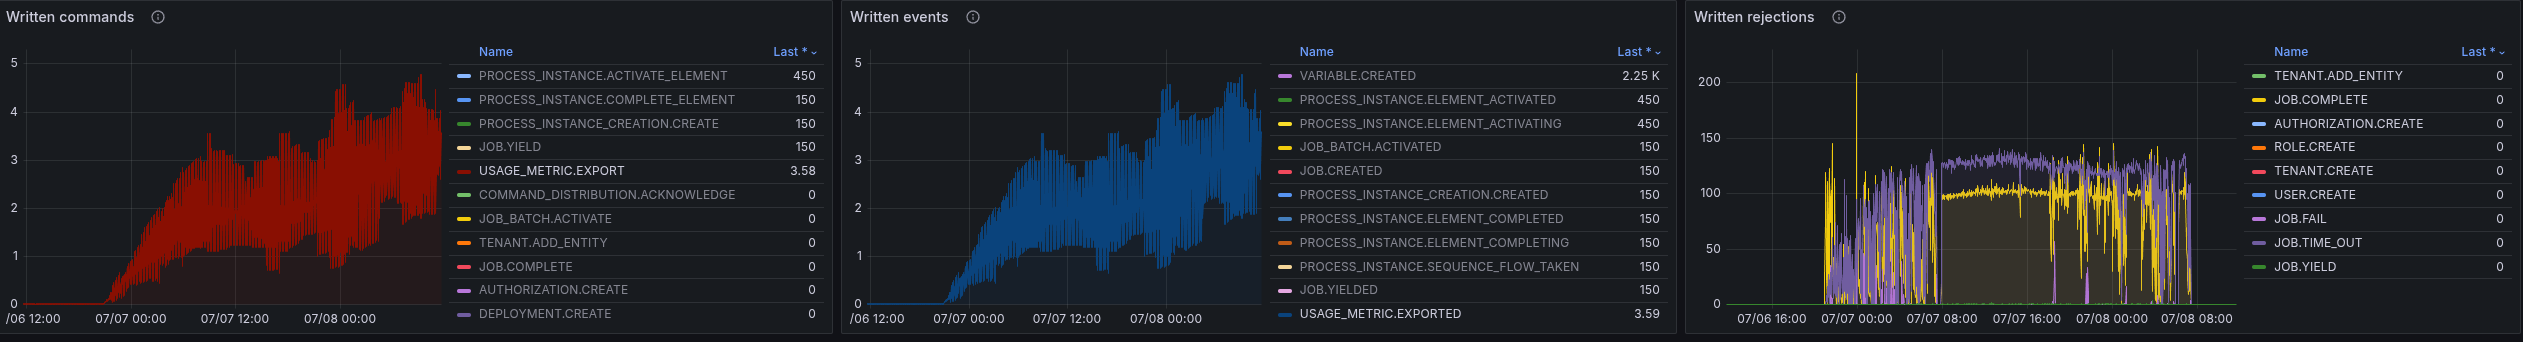 Written commands
5
4
3
2
1
0
/06 12:00 07/07 00:00 07/07 12:00 07/08 00:00
Name Last *
PROCESS_INSTANCE.ACTIVATE_ELEMENT 450
PROCESS_INSTANCE.COMPLETE_ELEMENT 150
PROCESS_INSTANCE_CREATION.CREATE 150
JOB.YIELD 150
USAGE_METRIC.EXPORT 3.58
COMMAND_DISTRIBUTION.ACKNOWLEDGE 0
JOB_BATCH.ACTIVATE 0
TENANT.ADD_ENTITY 0
JOB.COMPLETE 0
AUTHORIZATION.CREATE 0
DEPLOYMENT.CREATE 0
Written events
5
4
3
2
1
0
/06 12:00 07/07 00:00 07/07 12:00 07/08 00:00
Name Last *
VARIABLE.CREATED 2.25 K
PROCESS_INSTANCE.ELEMENT_ACTIVATED 450
PROCESS_INSTANCE.ELEMENT_ACTIVATING 450
JOB_BATCH.ACTIVATED 150
JOB.CREATED 150
PROCESS_INSTANCE_CREATION.CREATED 150
PROCESS_INSTANCE.ELEMENT_COMPLETED 150
PROCESS_INSTANCE.ELEMENT_COMPLETING 150
PROCESS_INSTANCE.SEQUENCE_FLOW_TAKEN 150
JOB.YIELDED 150
USAGE_METRIC.EXPORTED 3.59
Written rejections
200
150
100
50
0
07/06 16:00 07/07 00:00 07/07 08:00 07/07 16:00 07/08 00:00 07/08 08:00
Name Last *
TENANT.ADD_ENTITY 0
JOB.COMPLETE 0
AUTHORIZATION.CREATE 0
ROLE.CREATE 0
TENANT.CREATE 0
USER.CREATE 0
JOB.FAIL 0
JOB.TIME_OUT 0
JOB.YIELD 0